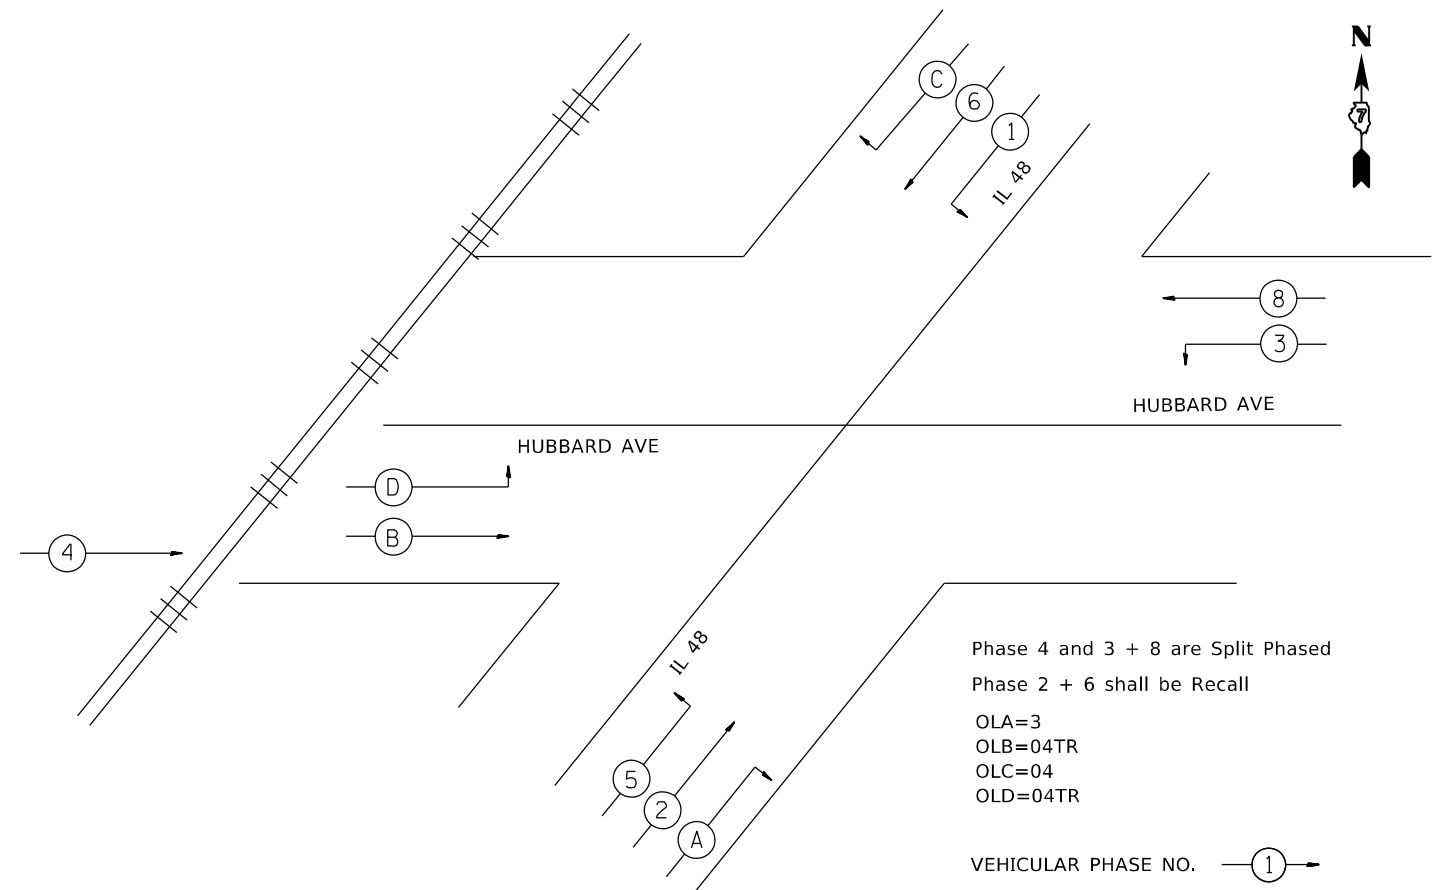 N
7
C
6
1
IL 48
8
3
HUBBARD AVE
HUBBARD AVE
D
B
4
IL 48
5
2
A
Phase 4 and 3 + 8 are Split Phased
Phase 2 + 6 shall be Recall
OLA=3
OLB=04TR
OLC=04
OLD=04TR
VEHICULAR PHASE NO. 1